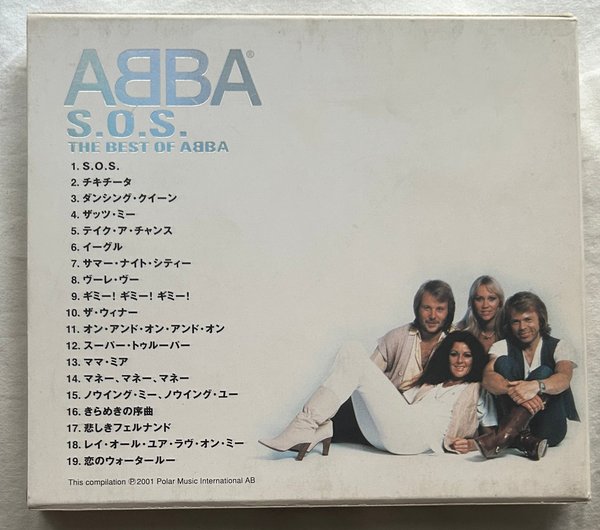 ABBA®
S.O.S.
THE BEST OF ABBA
1. S.O.S.
2. チキチータ
3. ダンシング・クイーン
4. ザッツ・ミー
5. テイク・ア・チャンス
6. イーグル
7. サマー・ナイト・シティー
8. ヴーレ・ヴー
9. ギミー! ギミー! ギミー!
10. ザ・ウィナー
11. オン・アンド・オン・アンド・オン
12. スーパー・トゥルーパー
13. ママ・ミア
14. マネー、マネー、マネー
15. ノウイング・ミー、ノウイング・ユー
16. きらめきの序曲
17. 悲しきフェルナンド
18. レイ・オール・ユア・ラヴ・オン・ミー
19. 恋のウォータールー
This compilation ℗2001 Polar Music International AB